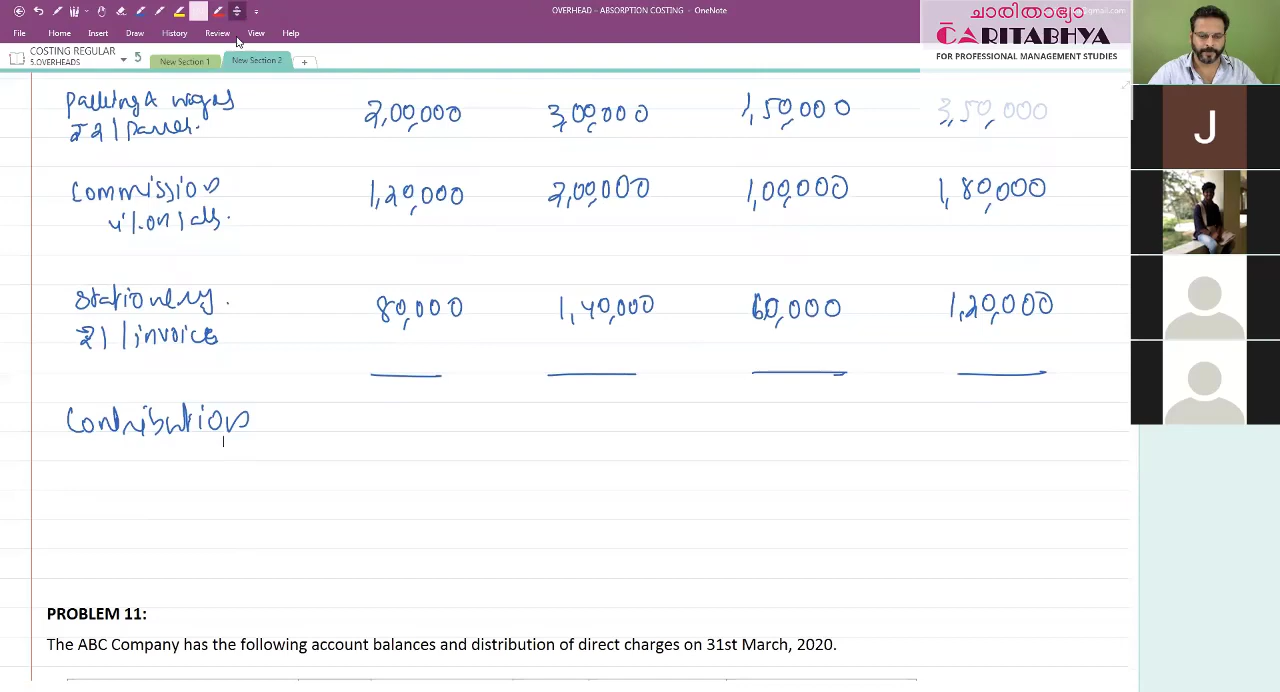 OVERHEAD – ABSORPTION COSTING - OneNote
@gmail.com
ചാരിതാഭ്യാ
CARITABHYA
FOR PROFESSIONAL MANAGEMENT STUDIES
File Home Insert Draw History Review View Help
COSTING REGULAR
5.OVERHEADS
5
New Section 1 New Section 2 +
J
Packing & wages 2,00,000 3,00,000 1,50,000 3,50,000
₹2/parcel.
Commission 1,20,000 2,00,000 1,00,000 1,80,000
4%.on
Stationery. 80,000 1,40,000 60,000 1,20,000
₹1/invoice
Contribution
PROBLEM 11:
The ABC Company has the following account balances and distribution of direct charges on 31st March, 2020.